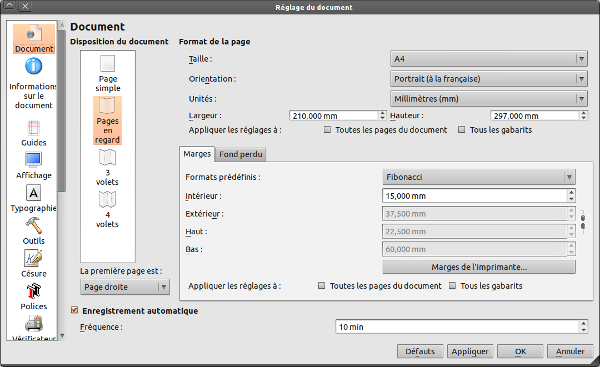 Réglage du document
Document
Informations
sur le
document
Guides
Affichage
Typographie
Outils
Césure
Polices
Vérificateur
Document
Disposition du document
Page
simple
Pages
en
regard
3
volets
4
volets
La première page est :
Page droite
Format de la page
Taille : A4
Orientation : Portrait (à la française)
Unités : Millimètres (mm)
Largeur : 210,000 mm Hauteur : 297,000 mm
Appliquer les réglages à : Toutes les pages du document Tous les gabarits
Marges Fond perdu
Formats prédéfinis : Fibonacci
Intérieur : 15,000 mm
Extérieur : 37,500 mm
Haut : 22,500 mm
Bas : 60,000 mm
Marges de l'imprimante...
Appliquer les réglages à : Toutes les pages du document Tous les gabarits
Enregistrement automatique
Fréquence : 10 min
Défauts Appliquer OK Annuler